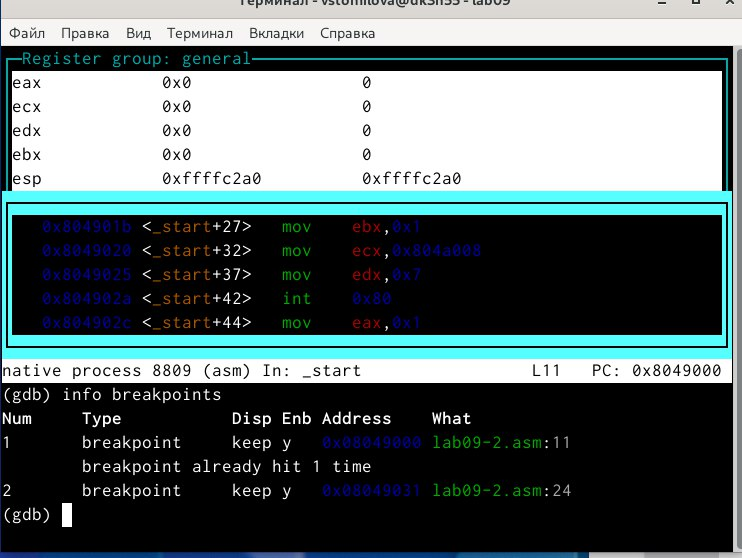 Терминал - vstomilova@dk3n55 - lab09
Файл Правка Вид Терминал Вкладки Справка
Register group: general
eax 0x0 0
ecx 0x0 0
edx 0x0 0
ebx 0x0 0
esp 0xffffc2a0 0xffffc2a0
0x804901b <_start+27> mov ebx,0x1
0x8049020 <_start+32> mov ecx,0x804a008
0x8049025 <_start+37> mov edx,0x7
0x804902a <_start+42> int 0x80
0x804902c <_start+44> mov eax,0x1
native process 8809 (asm) In: _start L11 PC: 0x8049000
(gdb) info breakpoints
Num Type Disp Enb Address What
1 breakpoint keep y 0x08049000 lab09-2.asm:11
breakpoint already hit 1 time
2 breakpoint keep y 0x08049031 lab09-2.asm:24
(gdb)